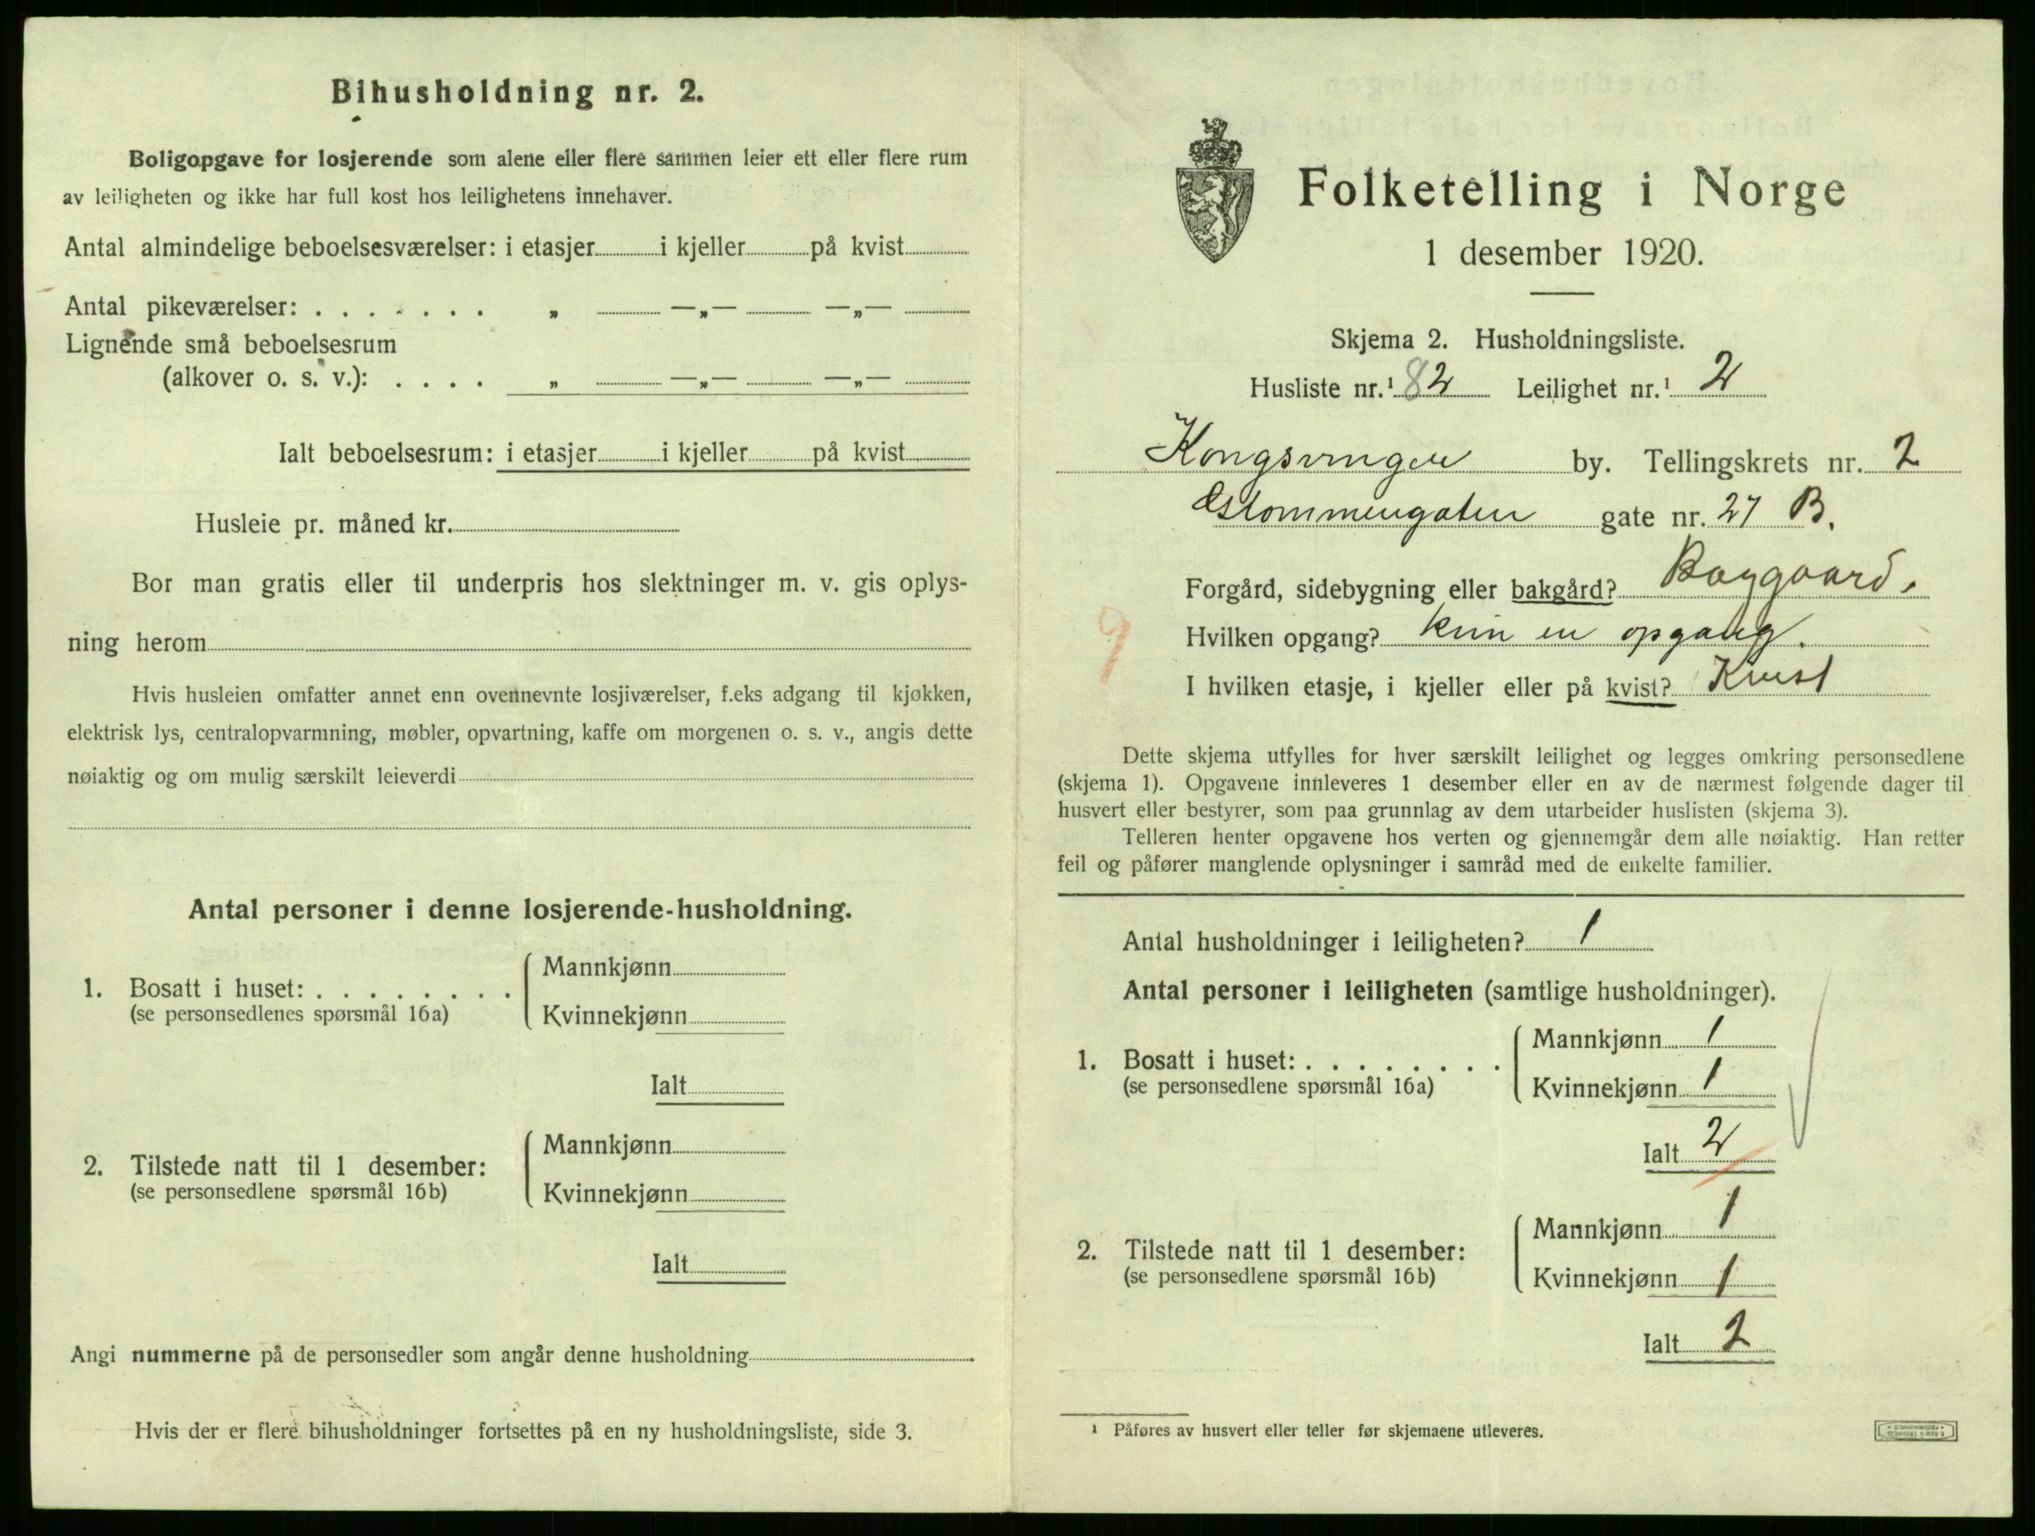 Bihusholdning nr. 2.
Boligopgave for losjerende som alene eller flere sammen leier ett eller flere rum
av leiligheten og ikke har full kost hos leilighetens innehaver.
Antal almindelige beboelsesværelser: i etasjer i kjeller på kvist
Antal pikeværelser: . . . . . . . „ —„— —„—
Lignende små beboelsesrum
(alkover o. s. v.): . . . . „ —„— —„—
Ialt beboelsesrum: i etasjer i kjeller på kvist
Husleie pr. måned kr.
Bor man gratis eller til underpris hos slektninger m. v. gis oplys-
ning herom
Hvis husleien omfatter annet enn ovennevnte losjiværelser, f.eks adgang til kjøkken,
elektrisk lys, centralopvarmning, møbler, opvartning, kaffe om morgenen o. s. v., angis dette
nøiaktig og om mulig særskilt leieverdi
Antal personer i denne losjerende-husholdning.
Mannkjønn
1. Bosatt i huset: . . . . . . . .
(se personsedlenes spørsmål 16a)
Kvinnekjønn
Ialt
Mannkjønn
2. Tilstede natt til 1 desember:
(se personsedlene spørsmål 16b)
Kvinnekjønn
Ialt
Angi nummerne på de personsedler som angår denne husholdning
Hvis der er flere bihusholdninger fortsettes på en ny husholdningsliste, side 3.
Folketelling i Norge
1 desember 1920.
Skjema 2. Husholdningsliste.
Husliste nr.¹ 82 Leilighet nr.¹ 2
Kongsvinger by. Tellingskrets nr. 2
Glommengaten gate nr. 27 B.
Forgård, sidebygning eller bakgård? Baggaard.
9
Hvilken opgang? kun en opgang.
I hvilken etasje, i kjeller eller på kvist? Kvist
Dette skjema utfylles for hver særskilt leilighet og legges omkring personsedlene
(skjema 1). Opgavene innleveres 1 desember eller en av de nærmest følgende dager til
husvert eller bestyrer, som paa grunnlag av dem utarbeider huslisten (skjema 3).
Telleren henter opgavene hos verten og gjennemgår dem alle nøiaktig. Han retter
feil og påfører manglende oplysninger i samråd med de enkelte familier.
Antal husholdninger i leiligheten? 1
Antal personer i leiligheten (samtlige husholdninger).
Mannkjønn 1
1. Bosatt i huset: . . . . . . . .
(se personsedlene spørsmål 16a)
Kvinnekjønn 1
Ialt 2
Mannkjønn 1
2. Tilstede natt til 1 desember:
(se personsedlene spørsmål 16b)
Kvinnekjønn 1
Ialt 2
¹ Påføres av husvert eller teller før skjemaene utleveres.